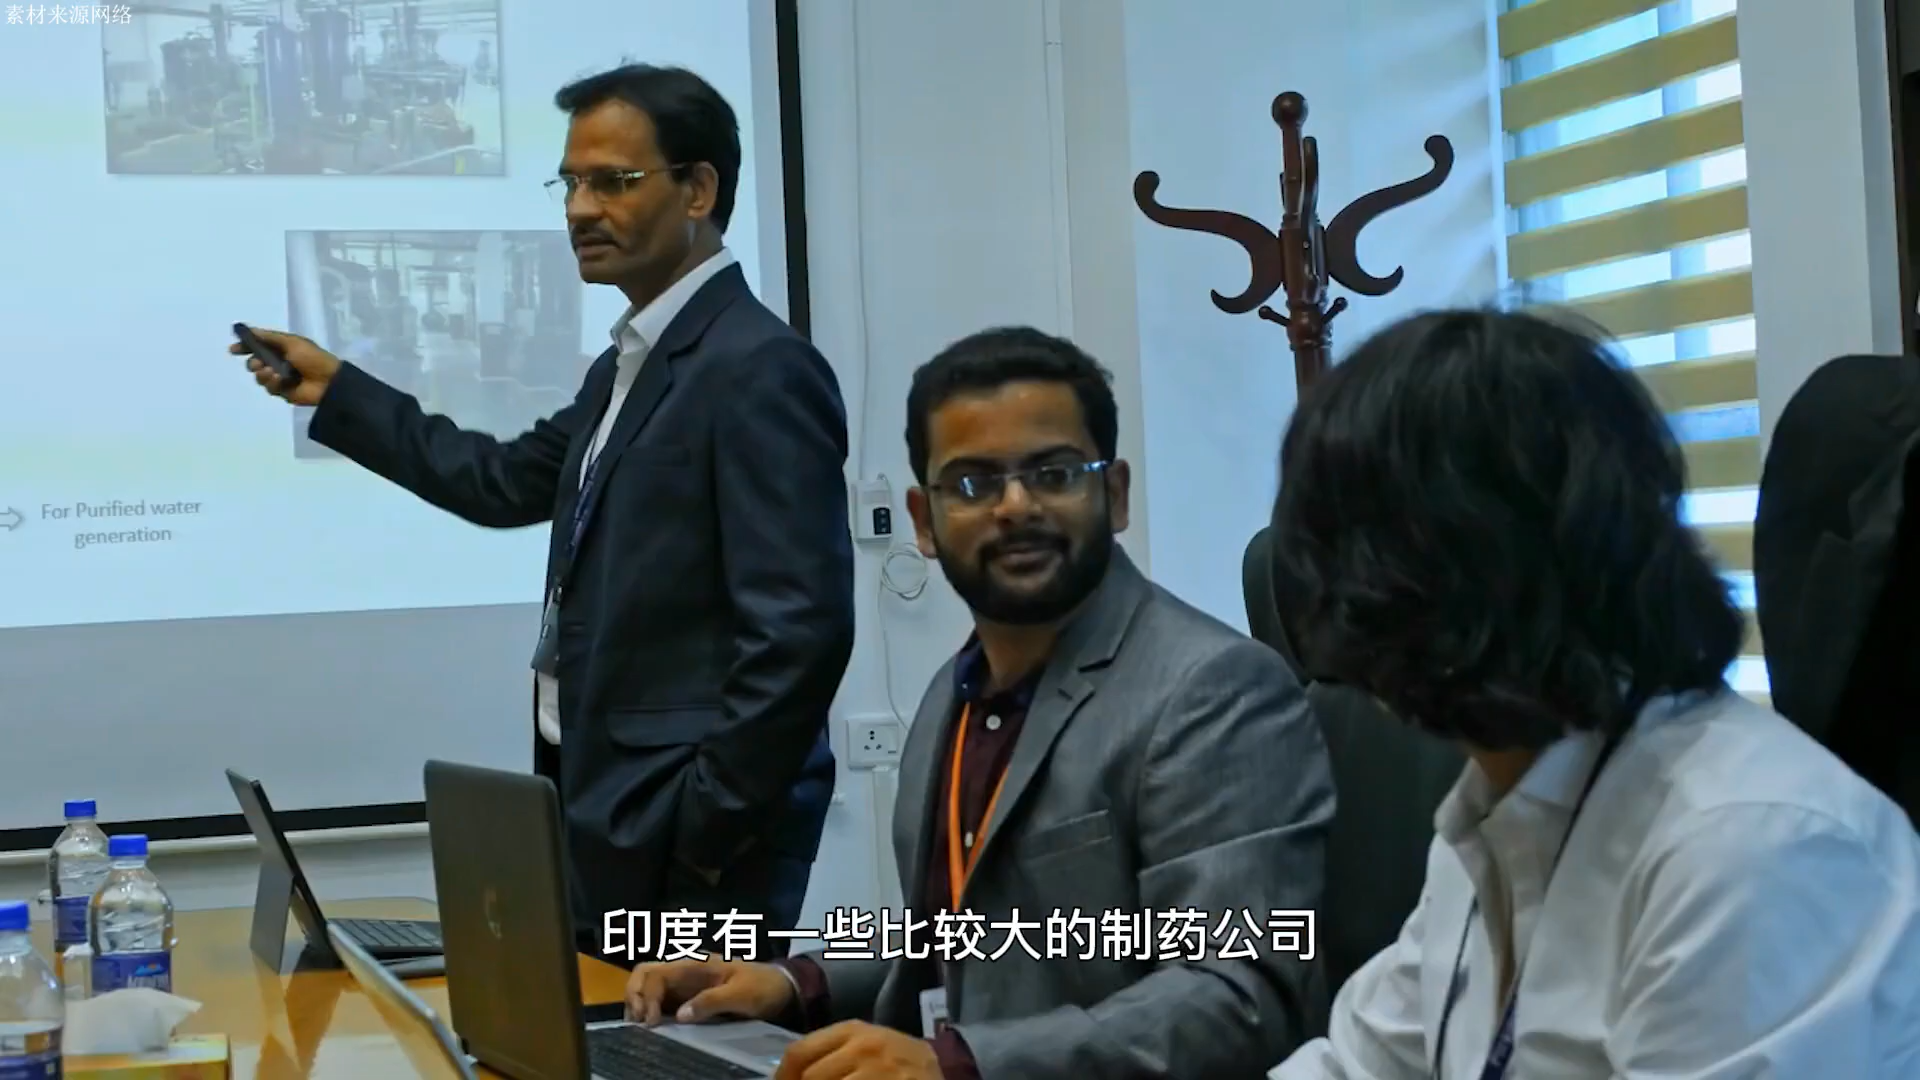 素材来源网络
For Purified water
generation
印度有一些比较大的制药公司